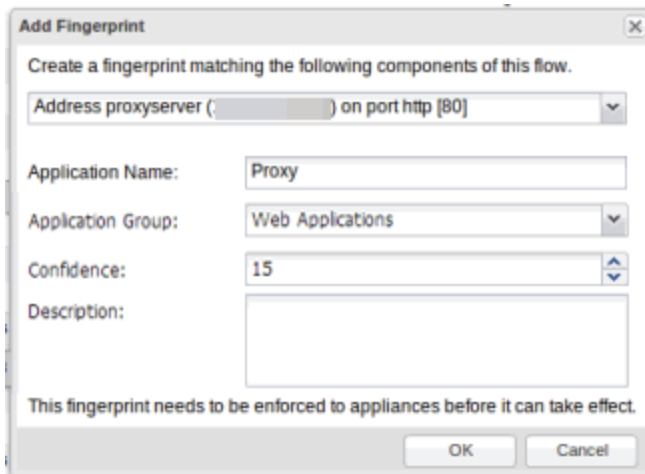 Add Fingerprint
Create a fingerprint matching the following components of this flow.
Address proxyserver ( ) on port http [80]
Application Name: Proxy
Application Group: Web Applications
Confidence: 15
Description:
This fingerprint needs to be enforced to appliances before it can take effect.
OK Cancel